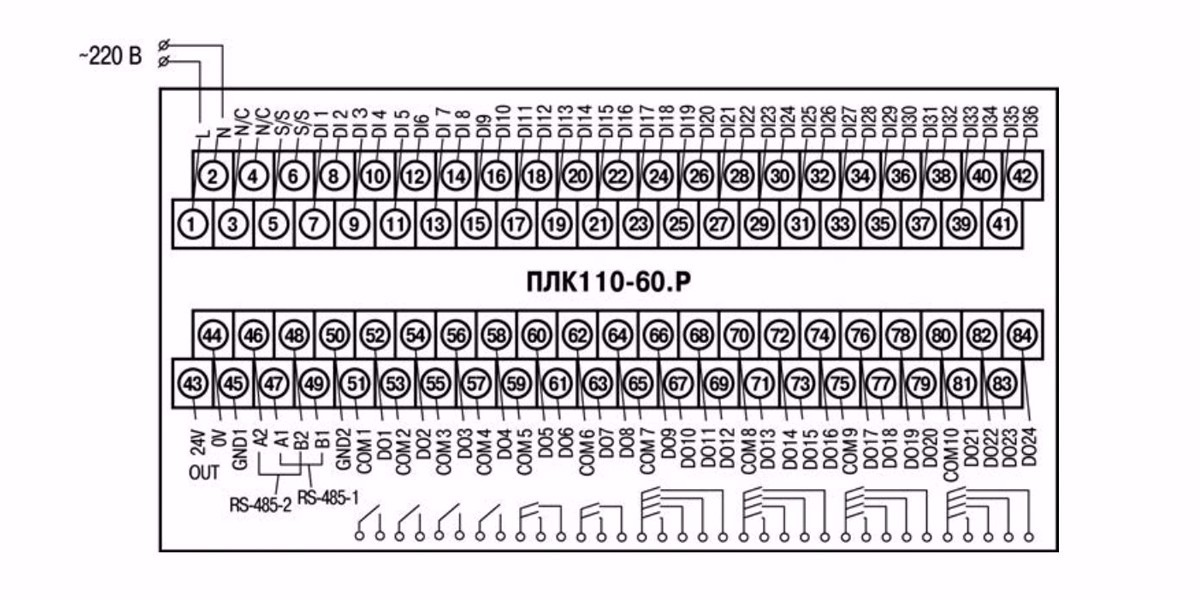 ~220 В
L N N/C N/C S/S S/S DI 1 DI 2 DI 3 DI 4 DI 5 DI6 DI 7 DI 8 DI9 DI10 DI11 DI12 DI13 DI14 DI15 DI16 DI17 DI18 DI19 DI20 DI21 DI22 DI23 DI24 DI25 DI26 DI27 DI28 DI29 DI30 DI31 DI32 DI33 DI34 DI35 DI36
2 4 6 8 10 12 14 16 18 20 22 24 26 28 30 32 34 36 38 40 42
1 3 5 7 9 11 13 15 17 19 21 23 25 27 29 31 33 35 37 39 41
ПЛК110-60.Р
44 46 48 50 52 54 56 58 60 62 64 66 68 70 72 74 76 78 80 82 84
43 45 47 49 51 53 55 57 59 61 63 65 67 69 71 73 75 77 79 81 83
24V 0V GND1 A2 A1 B2 B1 GND2 COM1 DO1 COM2 DO2 COM3 DO3 COM4 DO4 COM5 DO5 DO6 COM6 DO7 DO8 COM7 DO9 DO10 DO11 DO12 COM8 DO13 DO14 DO15 DO16 COM9 DO17 DO18 DO19 DO20 COM10 DO21 DO22 DO23 DO24
OUT
RS-485-2 RS-485-1